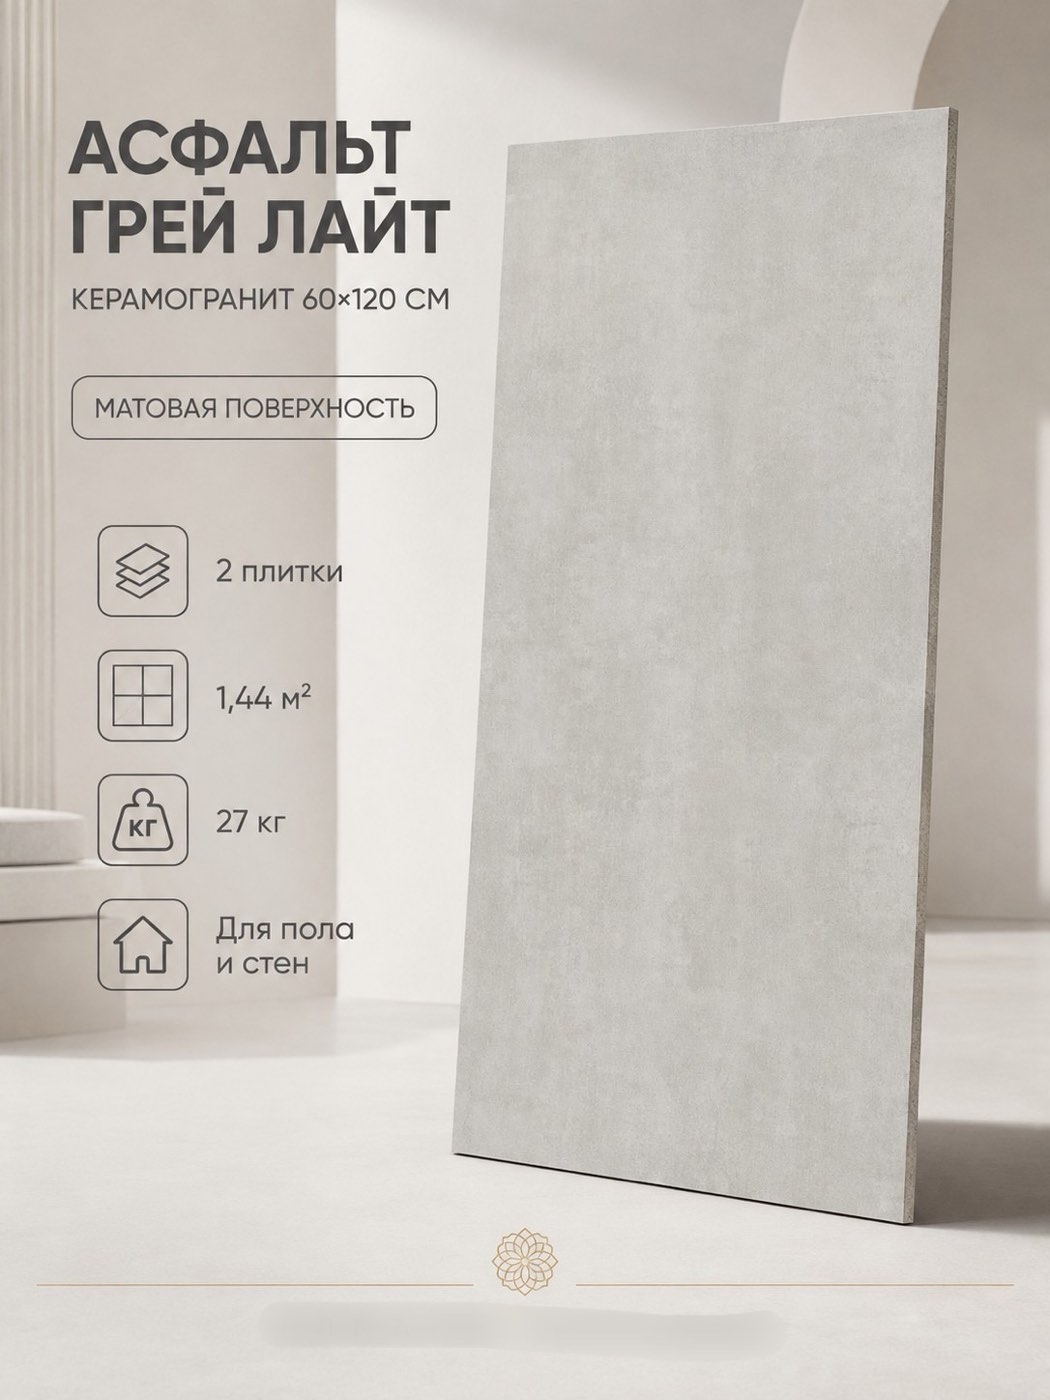 АСФАЛЬТ
ГРЕЙ ЛАЙТ
КЕРАМОГРАНИТ 60×120 СМ
МАТОВАЯ ПОВЕРХНОСТЬ
2 плитки
1,44 м²
кг
27 кг
Для пола
и стен